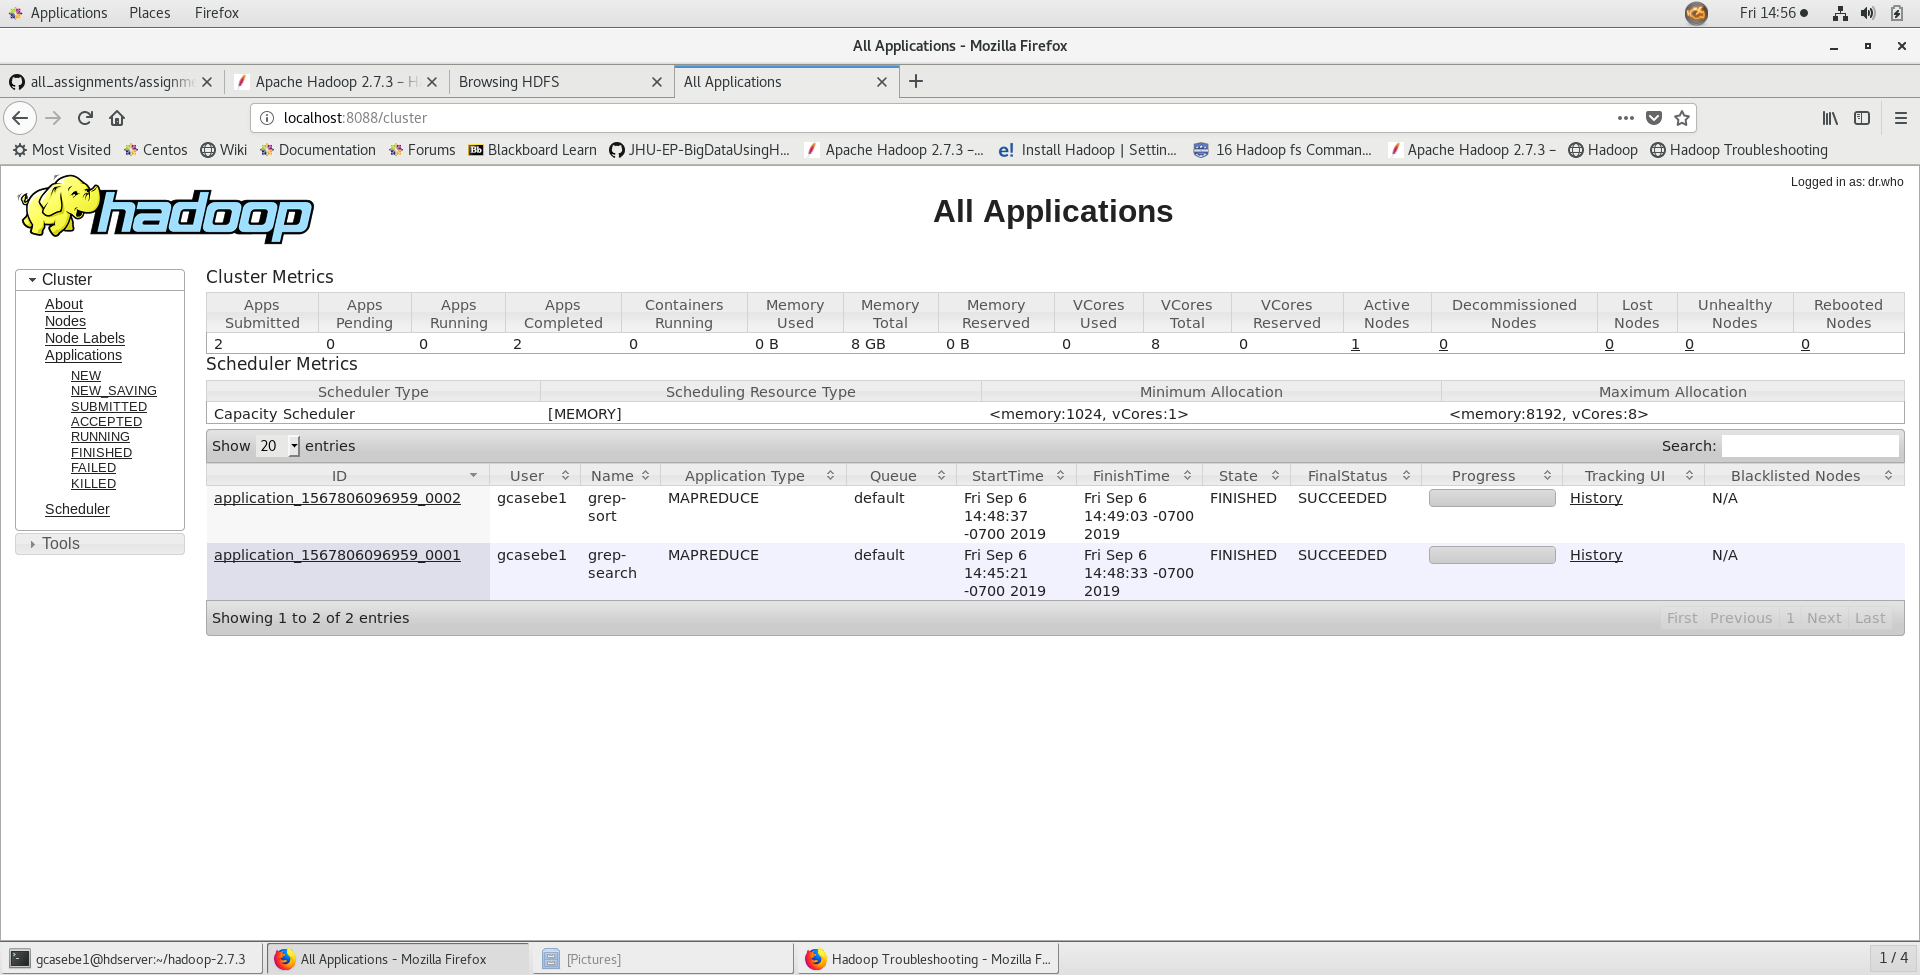 Applications Places Firefox Fri 14:56
All Applications - Mozilla Firefox
all_assignments/assignme Apache Hadoop 2.7.3 – H Browsing HDFS All Applications
localhost:8088/cluster
Most Visited Centos Wiki Documentation Forums Bb Blackboard Learn JHU-EP-BigDataUsingH... Apache Hadoop 2.7.3 –... e! Install Hadoop | Settin... 16 Hadoop fs Comman... Apache Hadoop 2.7.3 – Hadoop Hadoop Troubleshooting
Logged in as: dr.who
hadoop
All Applications
Cluster
About
Nodes
Node Labels
Applications
NEW
NEW_SAVING
SUBMITTED
ACCEPTED
RUNNING
FINISHED
FAILED
KILLED
Scheduler
Tools
Cluster Metrics
Apps Apps Apps Apps Containers Memory Memory Memory VCores VCores VCores Active Decommissioned Lost Unhealthy Rebooted
Submitted Pending Running Completed Running Used Total Reserved Used Total Reserved Nodes Nodes Nodes Nodes Nodes
2 0 0 2 0 0 B 8 GB 0 B 0 8 0 1 0 0 0 0
Scheduler Metrics
Scheduler Type Scheduling Resource Type Minimum Allocation Maximum Allocation
Capacity Scheduler [MEMORY] <memory:1024, vCores:1> <memory:8192, vCores:8>
Show 20 entries Search:
ID User Name Application Type Queue StartTime FinishTime State FinalStatus Progress Tracking UI Blacklisted Nodes
application_1567806096959_0002 gcasebe1 grep- MAPREDUCE default Fri Sep 6 Fri Sep 6 FINISHED SUCCEEDED History N/A
sort 14:48:37 14:49:03 -0700
-0700 2019 2019
application_1567806096959_0001 gcasebe1 grep- MAPREDUCE default Fri Sep 6 Fri Sep 6 FINISHED SUCCEEDED History N/A
search 14:45:21 14:48:33 -0700
-0700 2019 2019
Showing 1 to 2 of 2 entries First Previous 1 Next Last
gcasebe1@hdserver:~/hadoop-2.7.3 All Applications - Mozilla Firefox [Pictures] Hadoop Troubleshooting - Mozilla F... 1 / 4